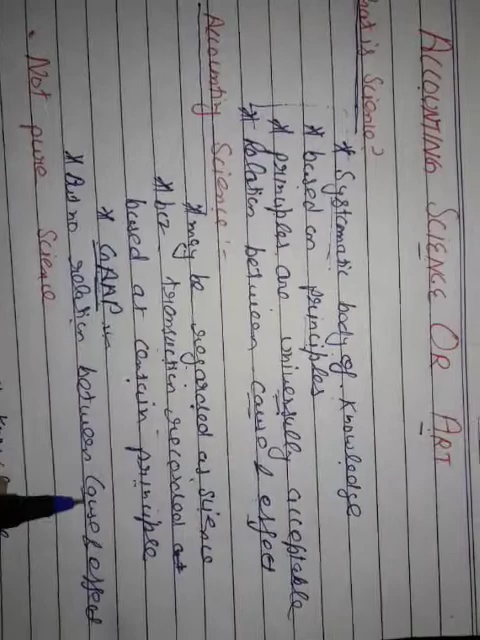 ACCOUNTING SCIENCE OR ART
hat is Science?
* Systematic body of Knowledge
* based on principles
* principles are universally acceptable
* Relation between cause & effect
Accounting Science :-
* may be regarded as science
* bcz transaction recorded at
based at certain principle
* GAAP
* But no relation between Cause & effect
. Not pure Science